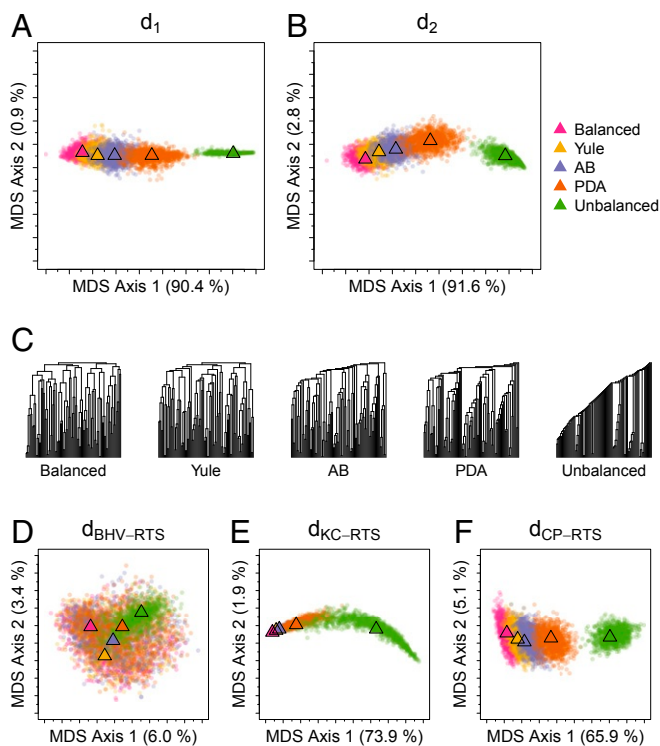 A d1
B d2
MDS Axis 2 (0.9 %)
MDS Axis 1 (90.4 %)
MDS Axis 2 (2.8 %)
MDS Axis 1 (91.6 %)
Balanced
Yule
AB
PDA
Unbalanced
C
Balanced Yule AB PDA Unbalanced
D dBHV−RTS
E dKC−RTS
F dCP−RTS
MDS Axis 2 (3.4 %)
MDS Axis 1 (6.0 %)
MDS Axis 2 (1.9 %)
MDS Axis 1 (73.9 %)
MDS Axis 2 (5.1 %)
MDS Axis 1 (65.9 %)